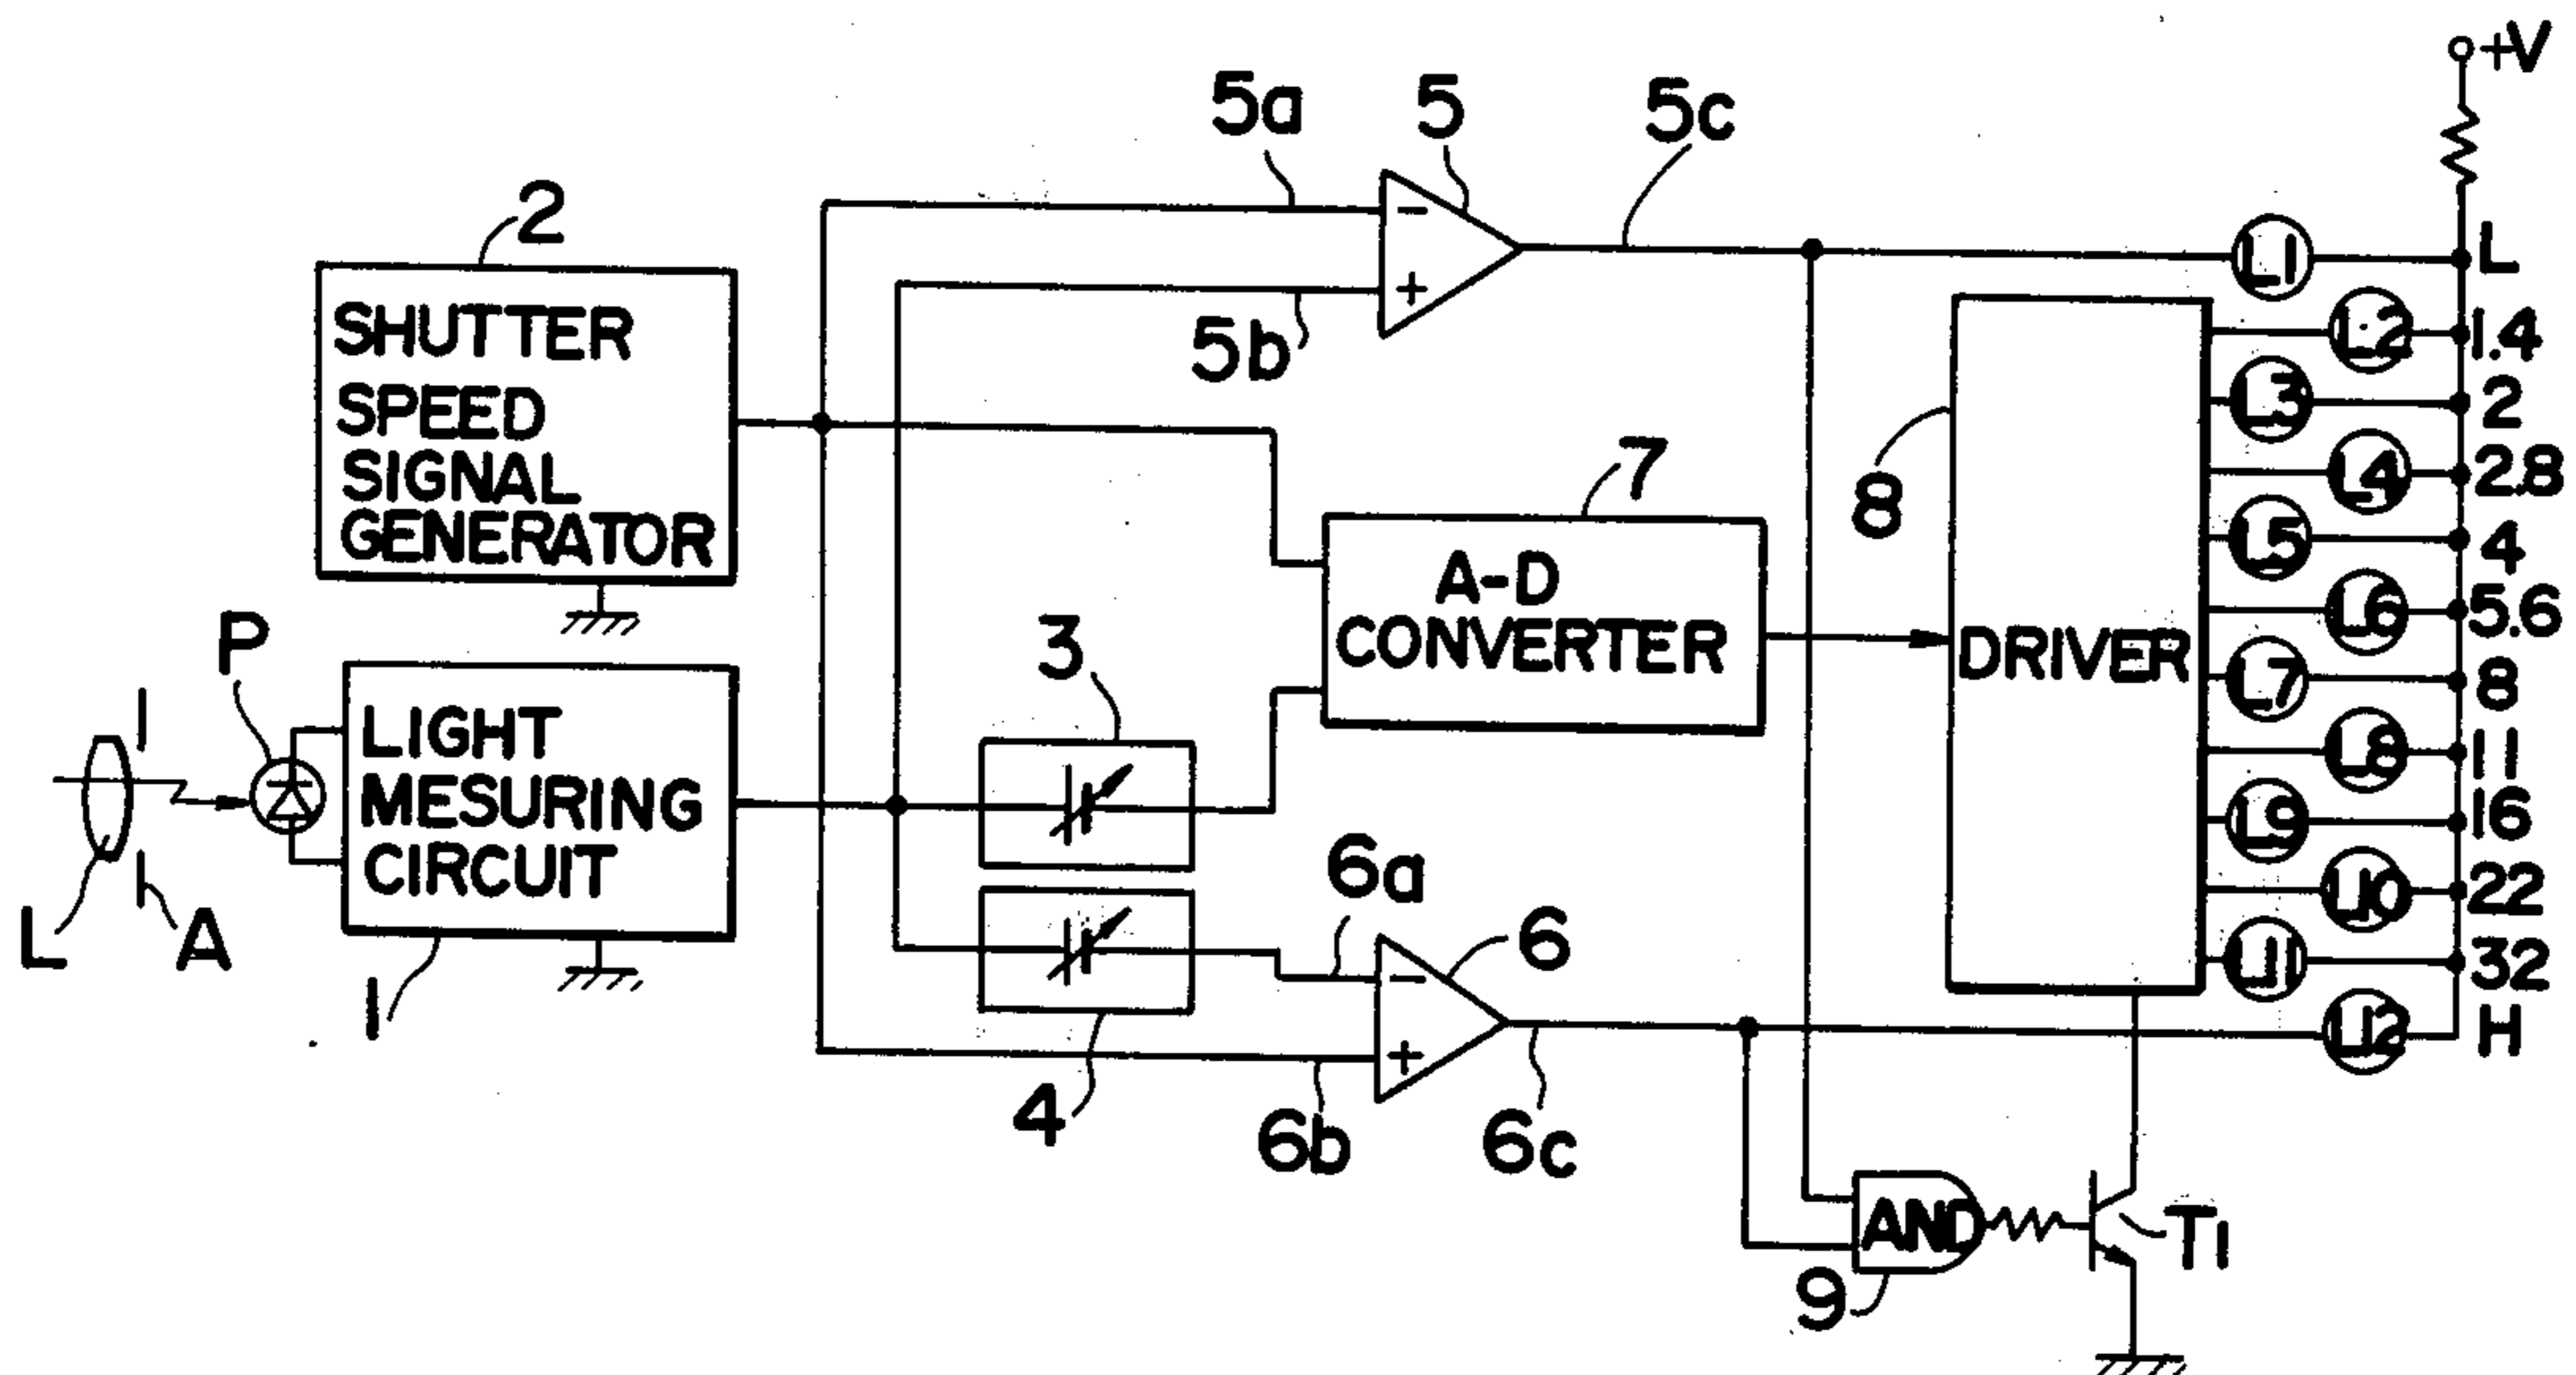 +V
5a
5
5c
2
L1
L
SHUTTER
SPEED
SIGNAL
GENERATOR
5b
L2
1.4
L3
2
L4
2.8
8
7
A-D
CONVERTER
L5
4
L6
5.6
DRIVER
L7
8
P
3
LIGHT
MESURING
CIRCUIT
L8
11
L9
16
6a
6
L10
22
L
A
1
L11
32
L12
H
4
6b
6c
AND
T1
9